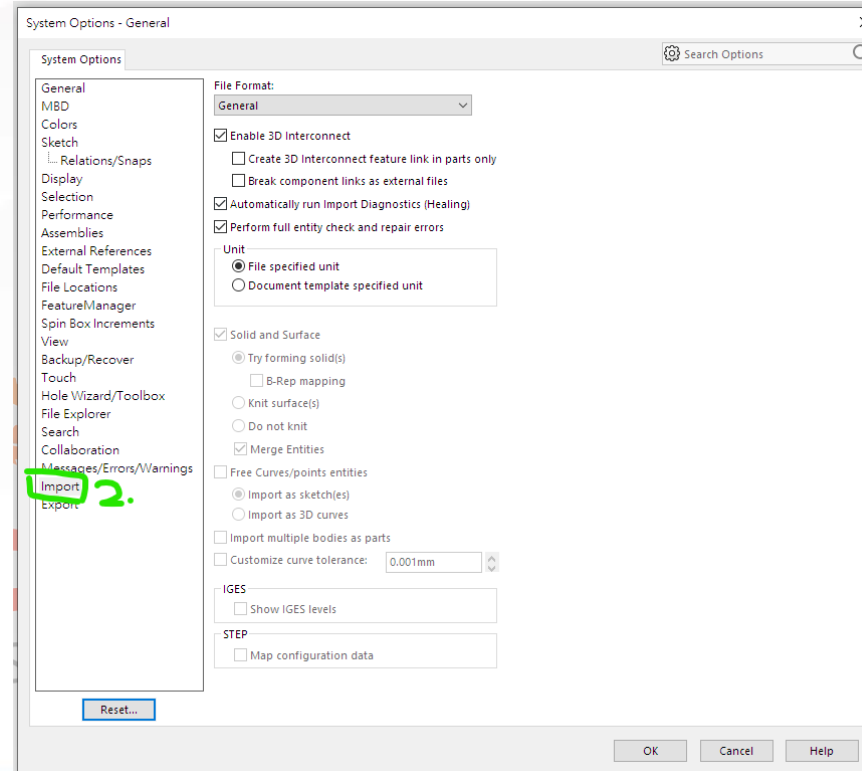 System Options - General
System Options
Search Options
General
MBD
Colors
Sketch
Relations/Snaps
Display
Selection
Performance
Assemblies
External References
Default Templates
File Locations
FeatureManager
Spin Box Increments
View
Backup/Recover
Touch
Hole Wizard/Toolbox
File Explorer
Search
Collaboration
Messages/Errors/Warnings
Import 2.
Export
Reset...
File Format:
General
Enable 3D Interconnect
Create 3D Interconnect feature link in parts only
Break component links as external files
Automatically run Import Diagnostics (Healing)
Perform full entity check and repair errors
Unit
File specified unit
Document template specified unit
Solid and Surface
Try forming solid(s)
B-Rep mapping
Knit surface(s)
Do not knit
Merge Entities
Free Curves/points entities
Import as sketch(es)
Import as 3D curves
Import multiple bodies as parts
Customize curve tolerance: 0.001mm
IGES
Show IGES levels
STEP
Map configuration data
OK Cancel Help